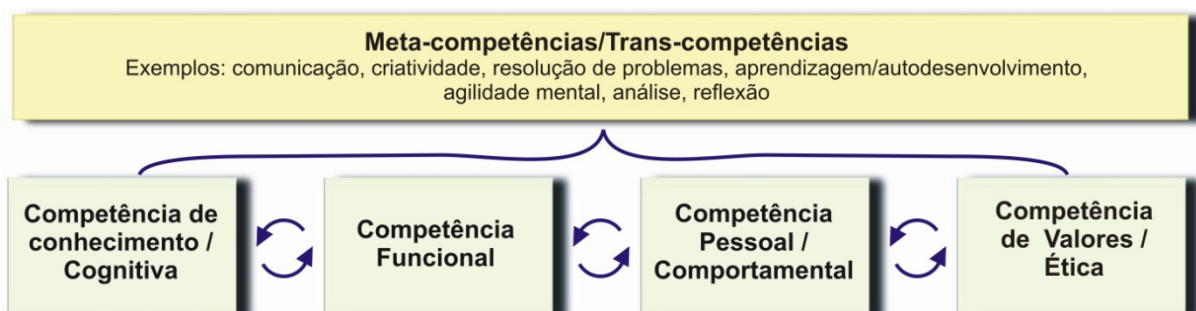 Meta-competências/Trans-competências
Exemplos: comunicação, criatividade, resolução de problemas, aprendizagem/autodesenvolvimento,
agilidade mental, análise, reflexão
Competência de
conhecimento /
Cognitiva
Competência
Funcional
Competência
Pessoal /
Comportamental
Competência
de Valores /
Ética